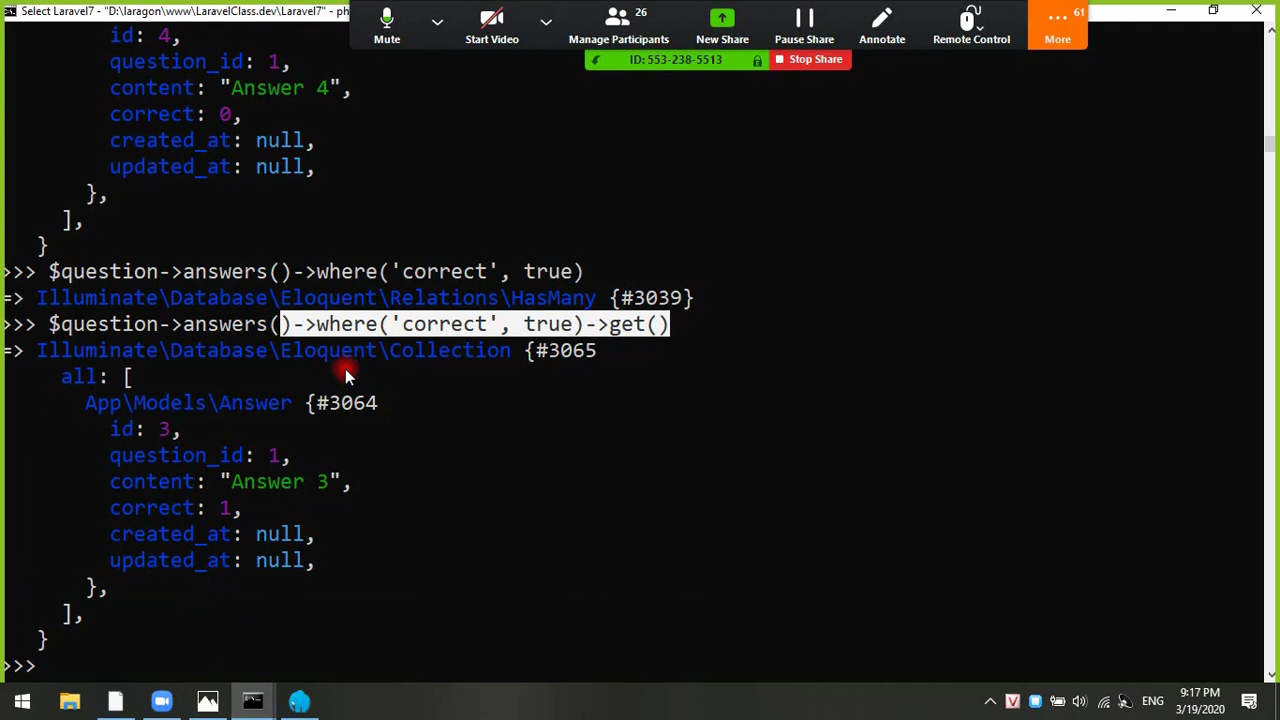 Select Laravel7 - "D:\laragon\www\LaravelClass.dev\Laravel7" - ph
26
61
Mute
Start Video
Manage Participants
New Share
Pause Share
Annotate
Remote Control
More
ID: 553-238-5513
Stop Share
id: 4,
question_id: 1,
content: "Answer 4",
correct: 0,
created_at: null,
updated_at: null,
},
],
}
>>> $question->answers()->where('correct', true)
=> Illuminate\Database\Eloquent\Relations\HasMany {#3039}
>>> $question->answers()->where('correct', true)->get()
=> Illuminate\Database\Eloquent\Collection {#3065
all: [
App\Models\Answer {#3064
id: 3,
question_id: 1,
content: "Answer 3",
correct: 1,
created_at: null,
updated_at: null,
},
],
}
>>>
ENG
9:17 PM
3/19/2020